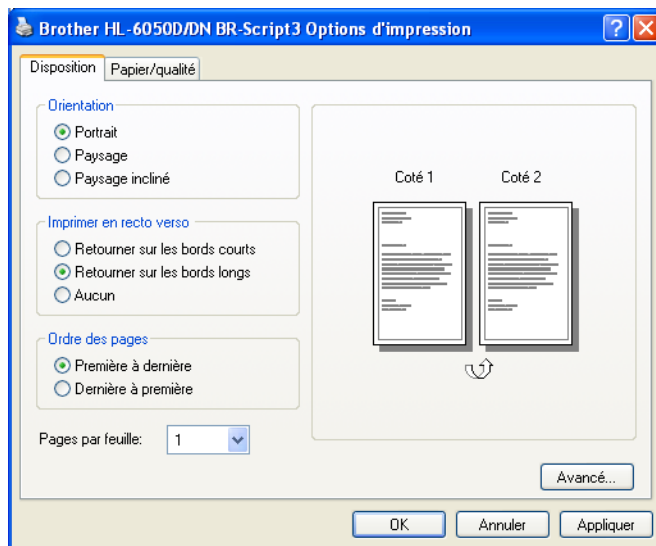 Brother HL-6050D/DN BR-Script3 Options d'impression
Disposition
Papier/qualité
Orientation
Portrait
Paysage
Paysage incliné
Imprimer en recto verso
Retourner sur les bords courts
Retourner sur les bords longs
Aucun
Ordre des pages
Première à dernière
Dernière à première
Pages par feuille: 1
Coté 1 Coté 2
Avancé...
OK Annuler Appliquer